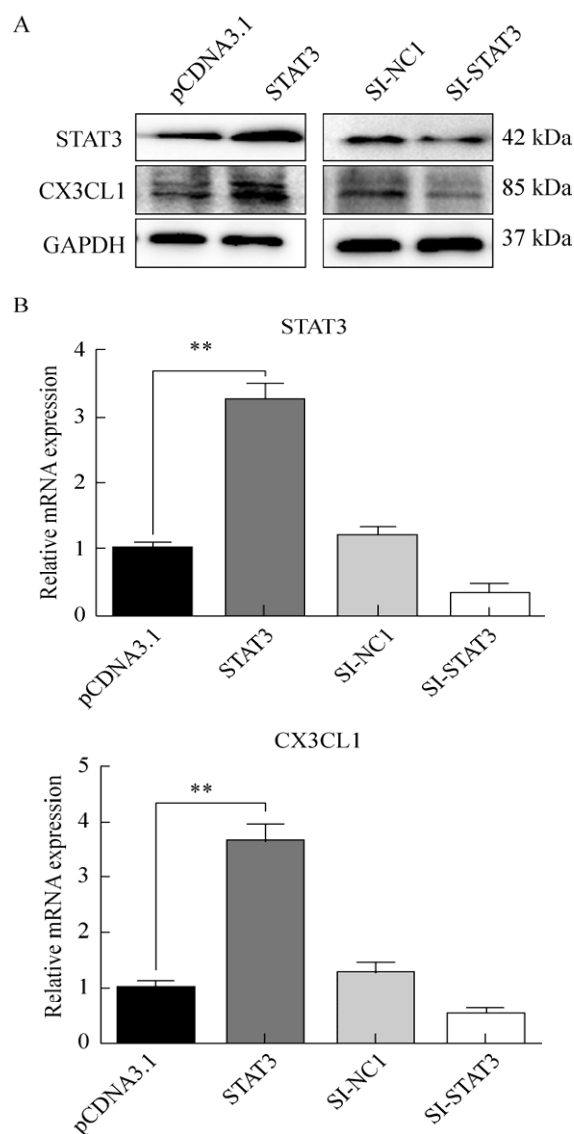 A
pCDNA3.1
STAT3
SI-NC1
SI-STAT3
STAT3
42 kDa
CX3CL1
85 kDa
GAPDH
37 kDa
B
STAT3
**
Relative mRNA expression
4
3
2
1
0
pCDNA3.1
STAT3
SI-NC1
SI-STAT3
CX3CL1
**
Relative mRNA expression
5
4
3
2
1
0
pCDNA3.1
STAT3
SI-NC1
SI-STAT3